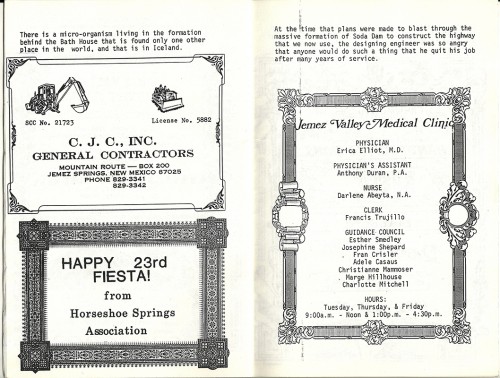 There is a micro-organism living in the formation
behind the Bath House that is found only one other
place in the world, and that is in Iceland.
SCC No. 21723
License No. 5882
C. J. C., INC.
GENERAL CONTRACTORS
MOUNTAIN ROUTE — BOX 200
JEMEZ SPRINGS, NEW MEXICO 87025
PHONE 829-3341
829-3342
HAPPY 23rd
FIESTA!
from
Horseshoe Springs
Association
At the time that plans were made to blast through the
massive formation of Soda Dam to construct the highway
that we now use, the designing engineer was so angry
that anyone would do such a thing that he quit his job
after many years of service.
Jemez Valley Medical Clinic
PHYSICIAN
Erica Elliot, M.D.
PHYSICIAN'S ASSISTANT
Anthony Duran, P.A.
NURSE
Darlene Abeyta, N.A.
CLERK
Francis Trujillo
GUIDANCE COUNCIL
Esther Smedley
Josephine Shepard
Fran Crisler
Adele Casaus
Christianne Mammoser
Marge Hillhouse
Charlotte Mitchell
HOURS:
Tuesday, Thursday, & Friday
9:00a.m. - Noon & 1:00p.m. - 4:30p.m.